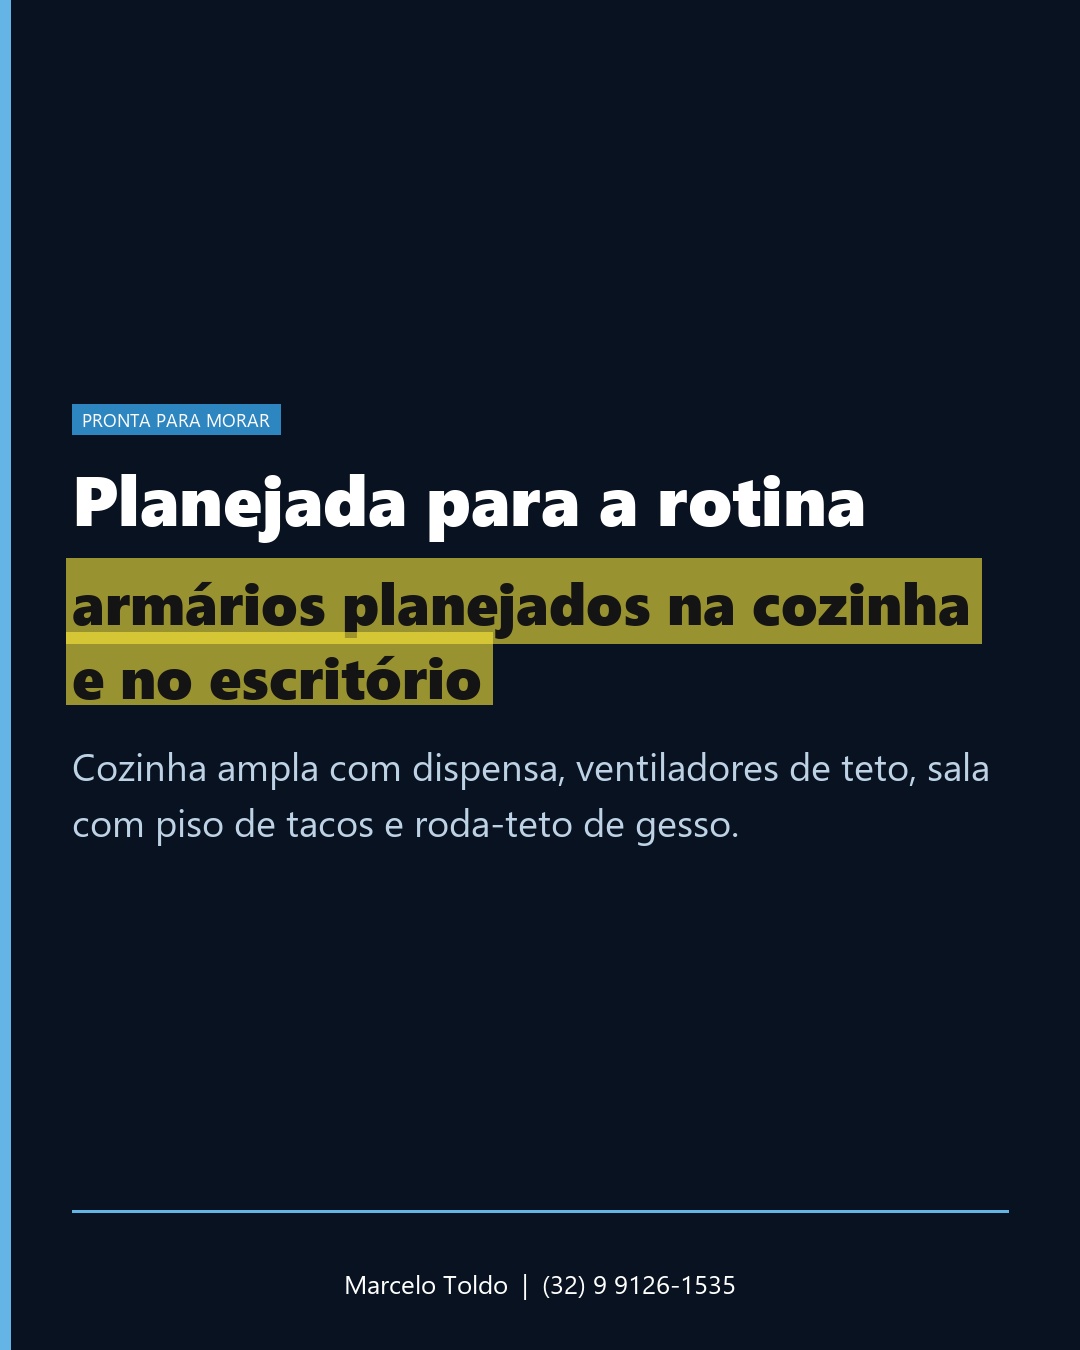 PRONTA PARA MORAR
Planejada para a rotina
armários planejados na cozinha
e no escritório
Cozinha ampla com dispensa, ventiladores de teto, sala
com piso de tacos e roda-teto de gesso.
Marcelo Toldo | (32) 9 9126-1535